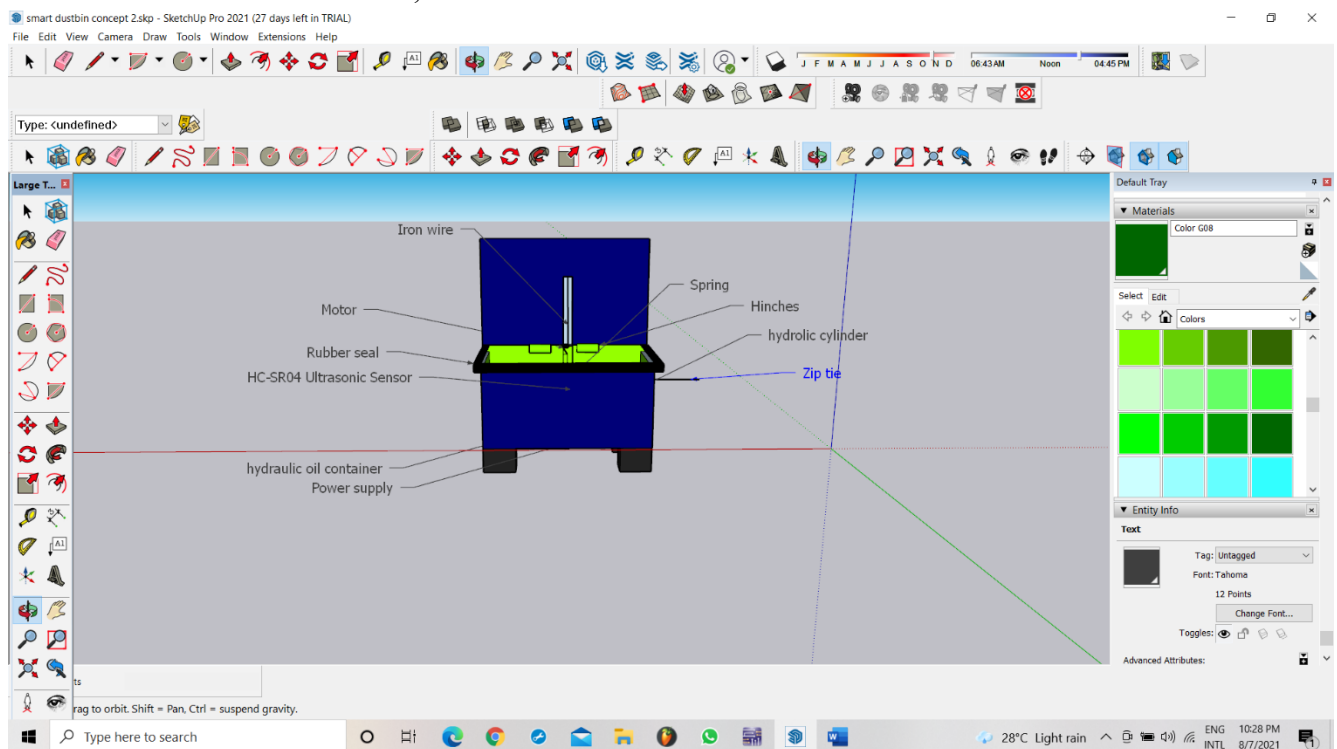 smart dustbin concept 2.skp - SketchUp Pro 2021 (27 days left in TRIAL)
File Edit View Camera Draw Tools Window Extensions Help
J F M A M J J A S O N D 06:43 AM Noon 04:45 PM
Type: <undefined>
Large T...
Default Tray
Materials
Color G08
Select Edit
Colors
Iron wire
Spring
Motor
Hinches
hydrolic cylinder
Rubber seal
HC-SR04 Ultrasonic Sensor
Zip tie
hydraulic oil container
Power supply
Entity Info
Text
Tag: Untagged
Font: Tahoma
12 Points
Change Font...
Toggles:
Advanced Attributes:
ts
rag to orbit. Shift = Pan, Ctrl = suspend gravity.
Type here to search
28°C Light rain
ENG
INTL
10:28 PM
8/7/2021